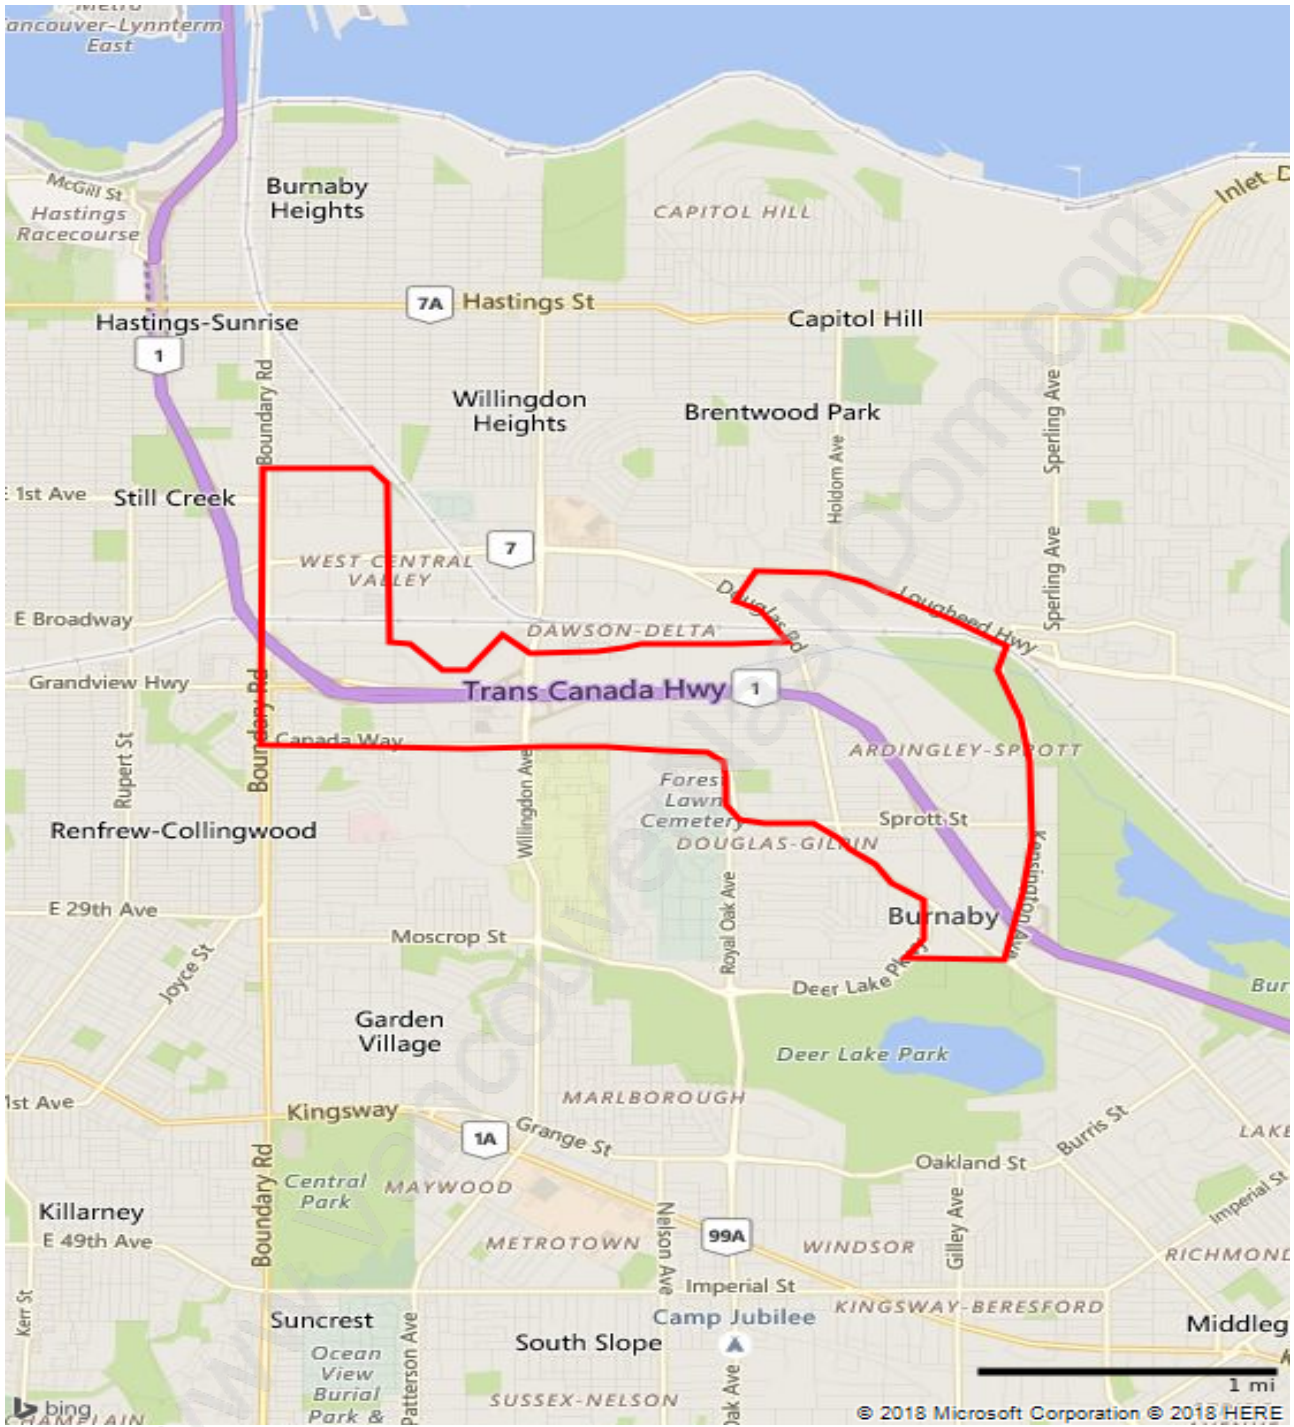 Metro
Vancouver-Lynnterm
East
McGill St
Hastings
Racecourse
Burnaby
Heights
CAPITOL HILL
Inlet D
7A
Hastings St
Hastings-Sunrise
Capitol Hill
1
Boundary Rd
Willingdon
Heights
Brentwood Park
Sperling Ave
Holdom Ave
E 1st Ave
Still Creek
7
WEST CENTRAL
VALLEY
Sperling Ave
Douglas Rd
Lougheed Hwy
E Broadway
DAWSON-DELTA
Grandview Hwy
Boundary Rd
Trans Canada Hwy
1
Canada Way
ARDINGLEY-SPROTT
Rupert St
Willingdon Ave
Forest
Lawn
Cemetery
Sprott St
Renfrew-Collingwood
DOUGLAS-GILPIN
Kensington Ave
E 29th Ave
Royal Oak Ave
Burnaby
Moscrop St
Joyce St
Deer Lake Pkwy
Bur
Garden
Village
Deer Lake Park
MARLBOROUGH
1st Ave
Kingsway
1A
Grange St
Burris St
LAKE
Boundary Rd
Oakland St
Central
Park
MAYWOOD
Imperial St
Killarney
E 49th Ave
Nelson Ave
99A
METROTOWN
WINDSOR
Gilley Ave
RICHMOND
Imperial St
Kerr St
Suncrest
Patterson Ave
Camp Jubilee
KINGSWAY-BERESFORD
Middleg
South Slope
Ocean
View
Burial
Park &
Oak Ave
K
1 mi
SUSSEX-NELSON
bing
CHAMPLAIN
© 2018 Microsoft Corporation © 2018 HERE